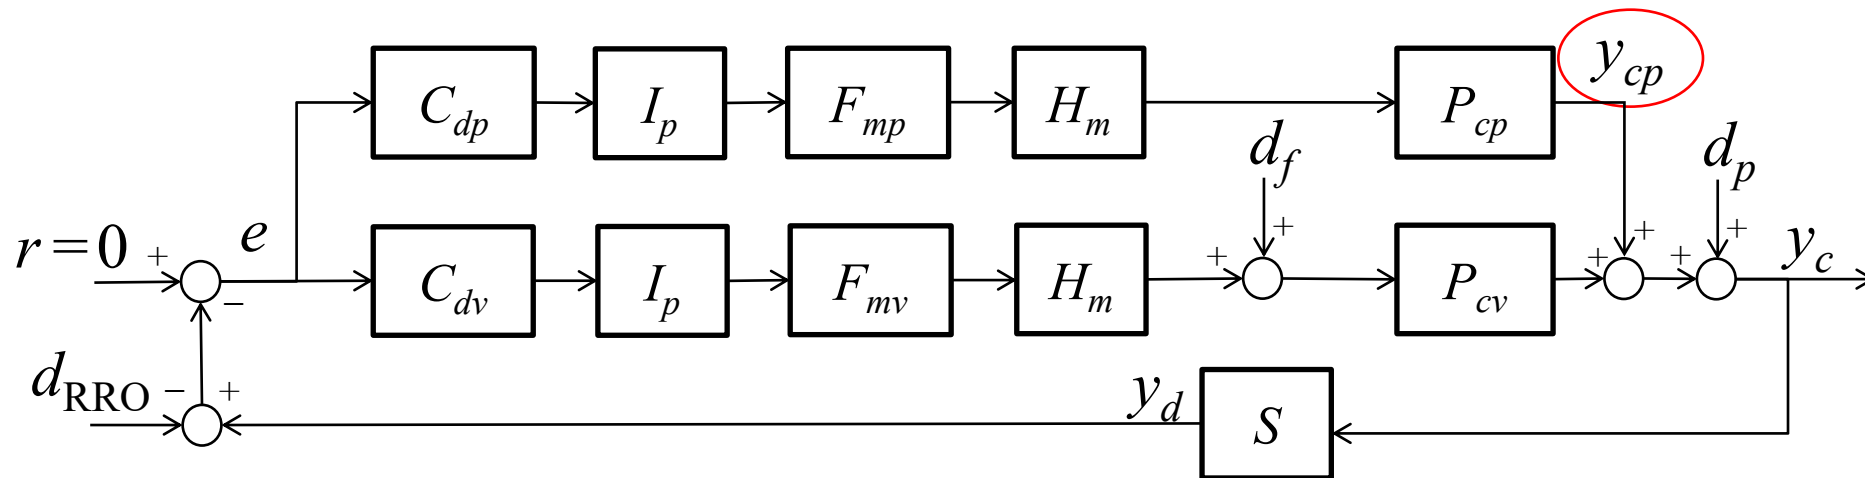 y_cp
C_dp I_p F_mp H_m P_cp
d_f d_p
r = 0 + e − C_dv I_p F_mv H_m + + P_cv + + + + y_c
d_RRO − + y_d S